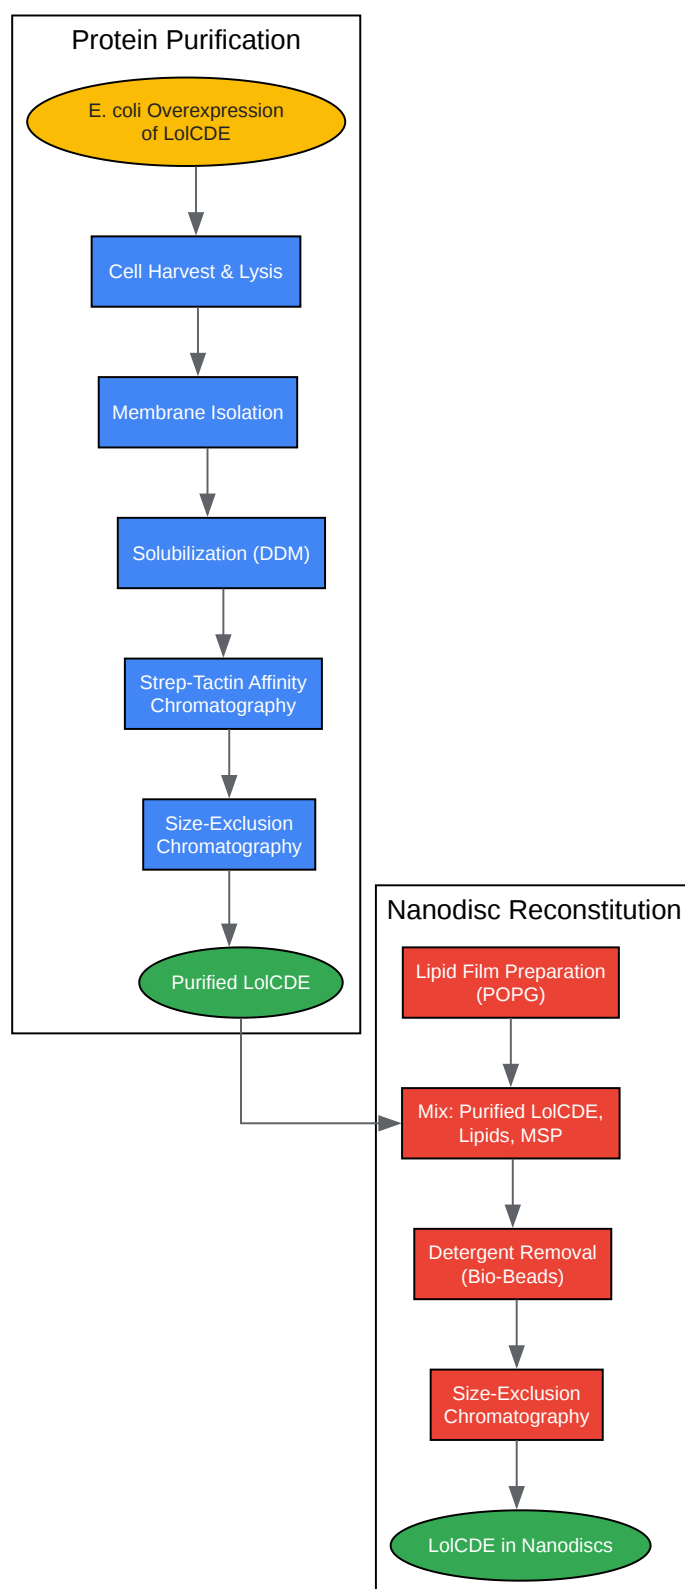 Protein Purification
E. coli Overexpression
of LolCDE
Cell Harvest & Lysis
Membrane Isolation
Solubilization (DDM)
Strep-Tactin Affinity
Chromatography
Size-Exclusion
Chromatography
Purified LolCDE
Nanodisc Reconstitution
Lipid Film Preparation
(POPG)
Mix: Purified LolCDE,
Lipids, MSP
Detergent Removal
(Bio-Beads)
Size-Exclusion
Chromatography
LolCDE in Nanodiscs